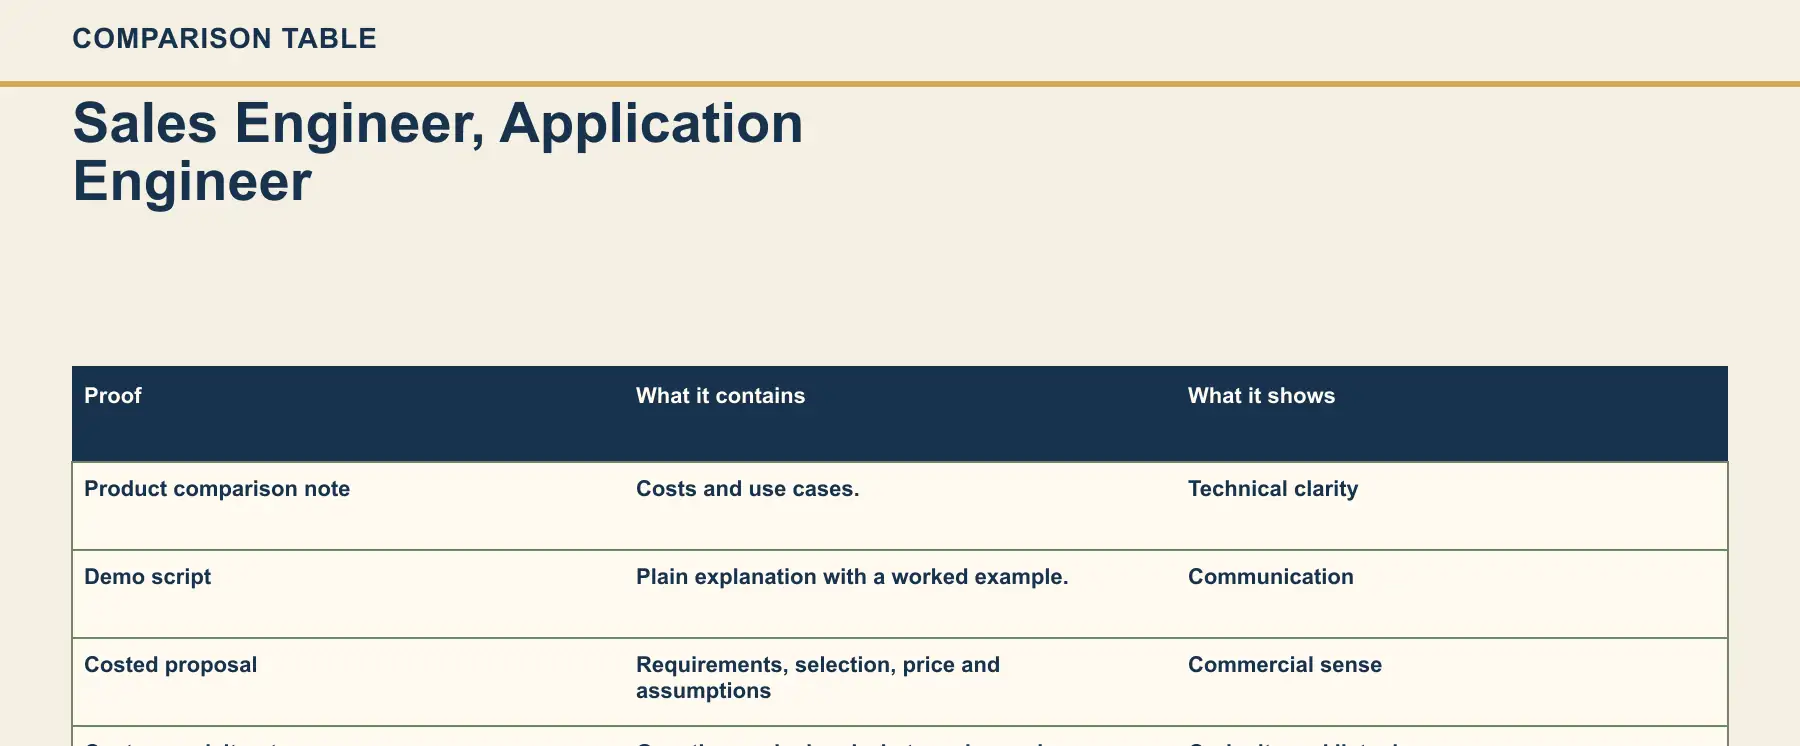 COMPARISON TABLE
Sales Engineer, Application
Engineer
Proof
What it contains
What it shows
Product comparison note
Costs and use cases.
Technical clarity
Demo script
Plain explanation with a worked example.
Communication
Costed proposal
Requirements, selection, price and
assumptions
Commercial sense